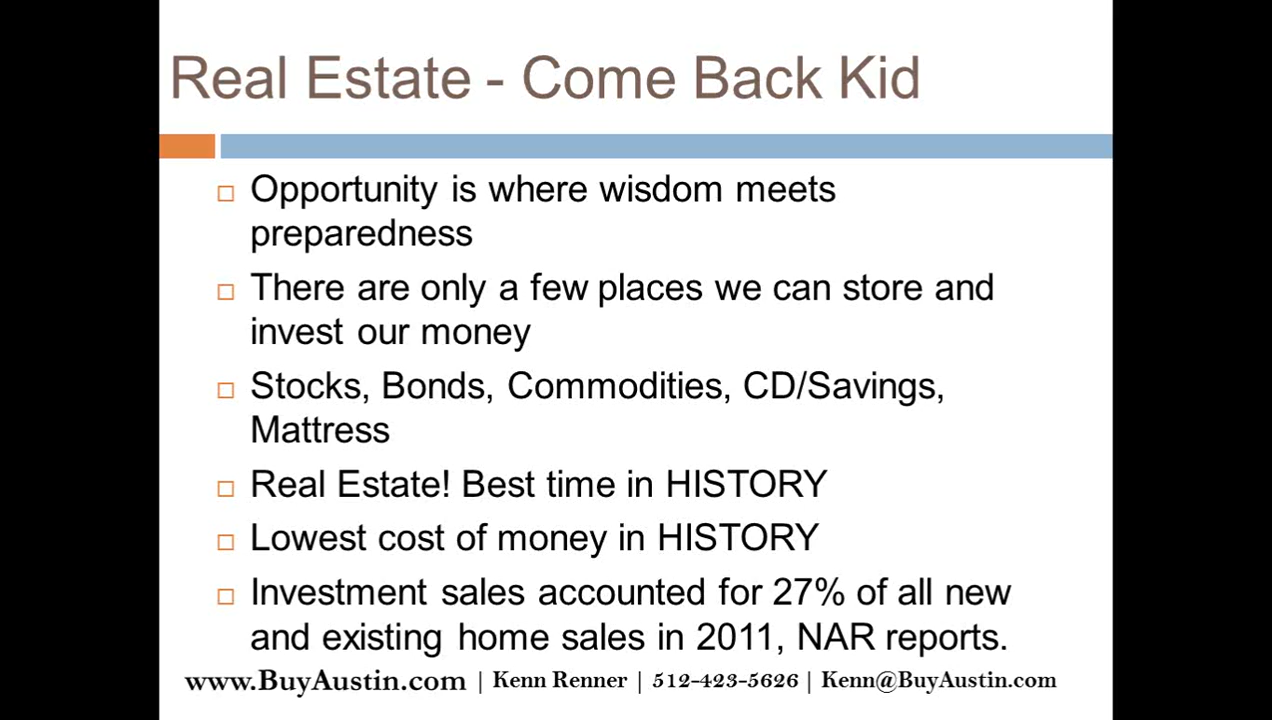 Real Estate - Come Back Kid
Opportunity is where wisdom meets
preparedness
There are only a few places we can store and
invest our money
Stocks, Bonds, Commodities, CD/Savings,
Mattress
Real Estate! Best time in HISTORY
Lowest cost of money in HISTORY
Investment sales accounted for 27% of all new
and existing home sales in 2011, NAR reports.
www.BuyAustin.com | Kenn Renner | 512-423-5626 | Kenn@BuyAustin.com